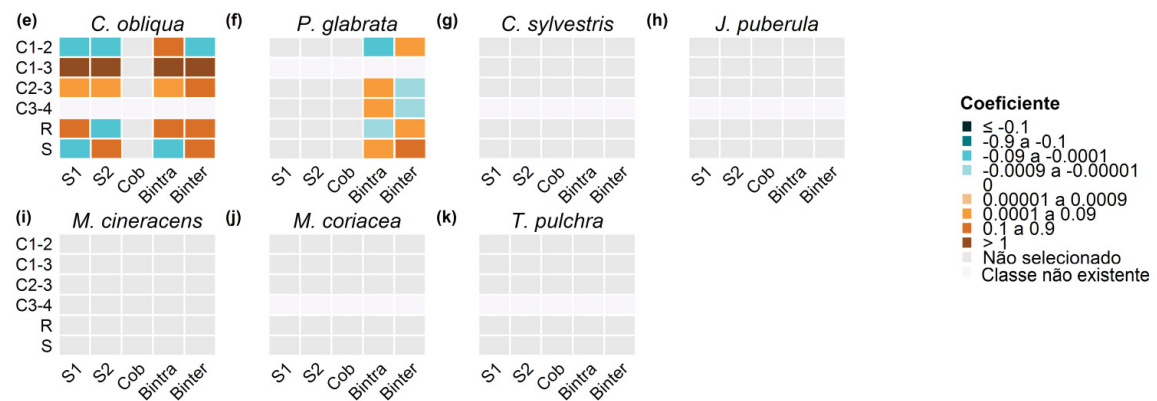 (e) C. obliqua
(f) P. glabrata
(g) C. sylvestris
(h) J. puberula
C1-2
C1-3
C2-3
C3-4
R
S
S1 S2 Cob Bintra Binter
S1 S2 Cob Bintra Binter
S1 S2 Cob Bintra Binter
S1 S2 Cob Bintra Binter
(i) M. cineracens
(j) M. coriacea
(k) T. pulchra
C1-2
C1-3
C2-3
C3-4
R
S
S1 S2 Cob Bintra Binter
S1 S2 Cob Bintra Binter
S1 S2 Cob Bintra Binter
Coeficiente
≤ -0.1
-0.9 a -0.1
-0.09 a -0.0001
-0.0009 a -0.00001
0
0.00001 a 0.0009
0.0001 a 0.09
0.1 a 0.9
> 1
Não selecionado
Classe não existente